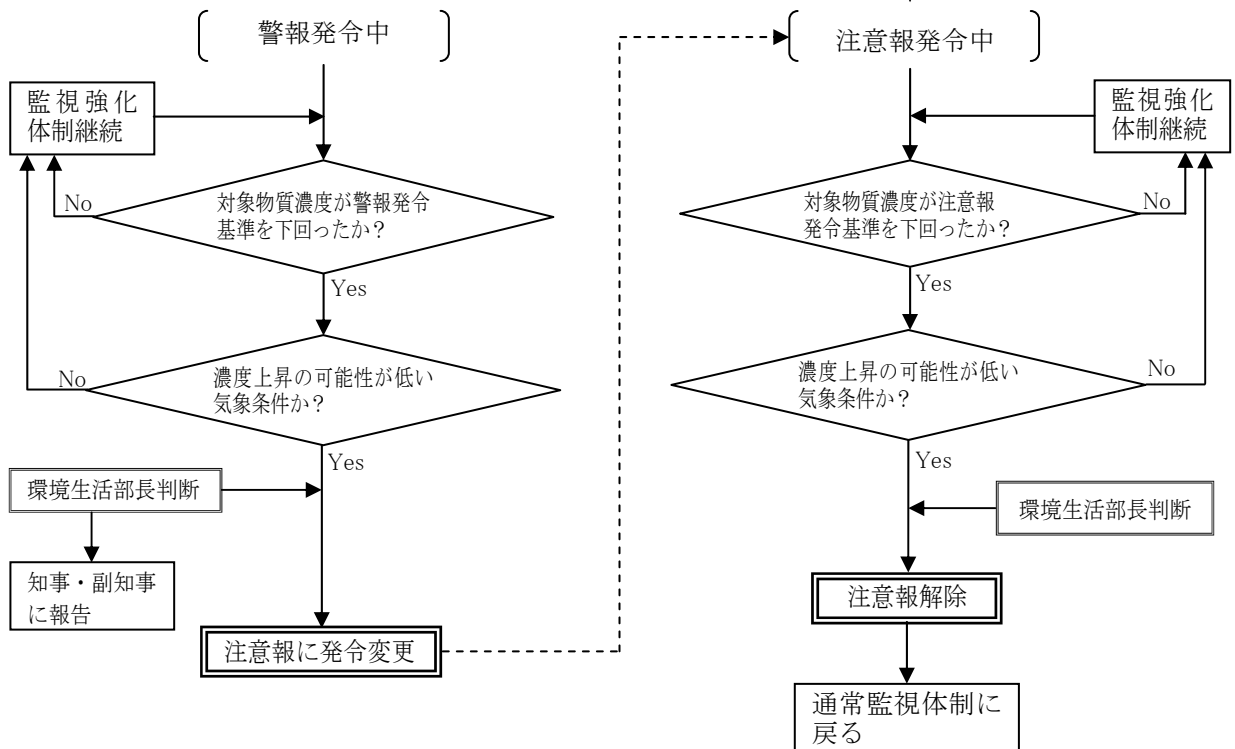 警報発令中
監視強化
体制継続
No
対象物質濃度が警報発令
基準を下回ったか？
Yes
No
濃度上昇の可能性が低い
気象条件か？
Yes
環境生活部長判断
知事・副知事
に報告
注意報に発令変更
注意報発令中
監視強化
体制継続
対象物質濃度が注意報
発令基準を下回ったか？
No
Yes
濃度上昇の可能性が低い
気象条件か？
No
Yes
環境生活部長判断
注意報解除
通常監視体制に
戻る